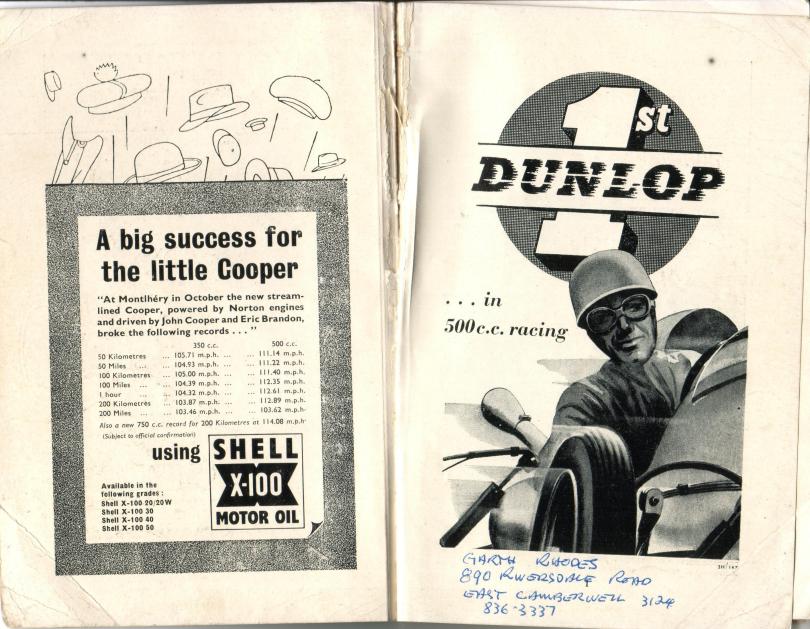 A big success for
the little Cooper
"At Montlhéry in October the new stream-
lined Cooper, powered by Norton engines
and driven by John Cooper and Eric Brandon,
broke the following records . . . "
350 c.c. 500 c.c.
50 Kilometres ... 105.71 m.p.h. ... ... 111.14 m.p.h.
50 Miles ... ... 104.93 m.p.h. ... ... 111.22 m.p.h.
100 Kilometres ... 105.00 m.p.h. ... ... 111.40 m.p.h.
100 Miles ... ... 104.39 m.p.h. ... ... 112.35 m.p.h.
1 hour ... ... 104.32 m.p.h. ... ... 112.61 m.p.h.
200 Kilometres ... 103.87 m.p.h. ... ... 112.89 m.p.h.
200 Miles ... ... 103.46 m.p.h. ... ... 103.62 m.p.h.
Also a new 750 c.c. record for 200 Kilometres at 114.08 m.p.h.
(Subject to official confirmation)
using SHELL
X-100
MOTOR OIL
Available in the
following grades :
Shell X-100 20/20W
Shell X-100 30
Shell X-100 40
Shell X-100 50
1st
DUNLOP
. . . in
500 c.c. racing
GARTH RHODES
890 RIVERSDALE ROAD
EAST CAMBERWELL 3124
836-3337